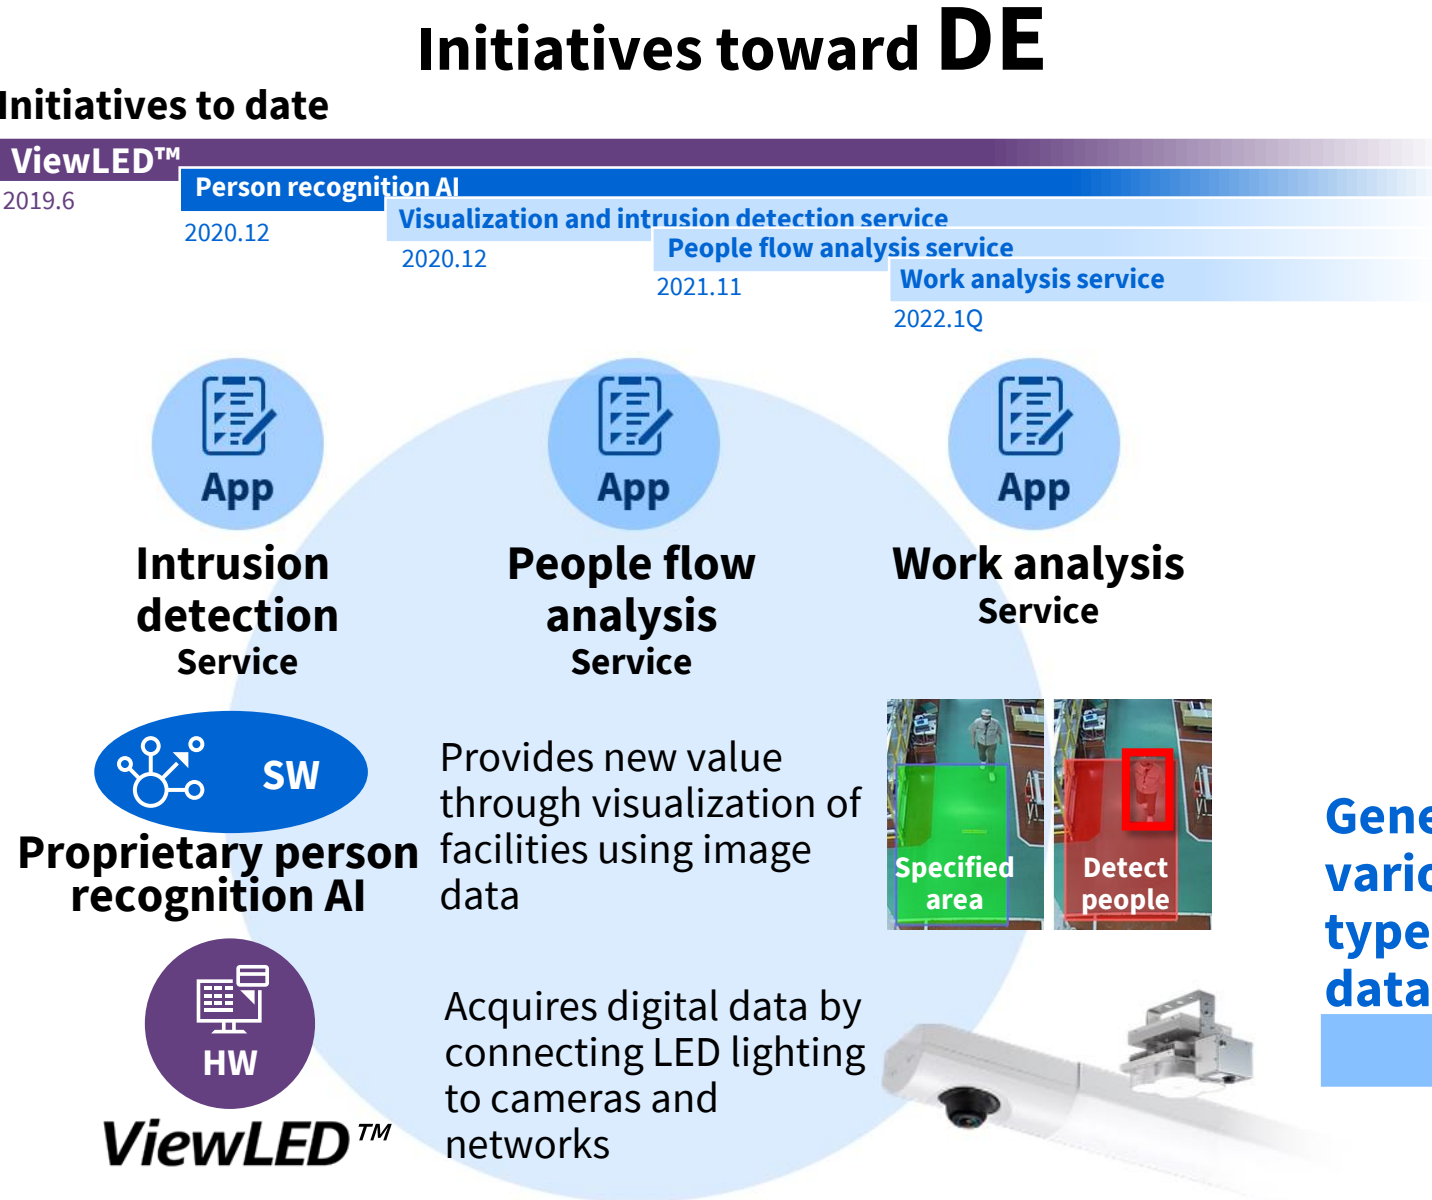 Initiatives toward DE
Initiatives to date
ViewLED™
2019.6
Person recognition AI
2020.12
Visualization and intrusion detection service
2020.12
People flow analysis service
2021.11
Work analysis service
2022.1Q
App
App
App
Intrusion
detection
Service
People flow
analysis
Service
Work analysis
Service
SW
Proprietary person
recognition AI
Provides new value
through visualization of
facilities using image
data
Specified
area
Detect
people
HW
ViewLED™
Acquires digital data by
connecting LED lighting
to cameras and
networks
data